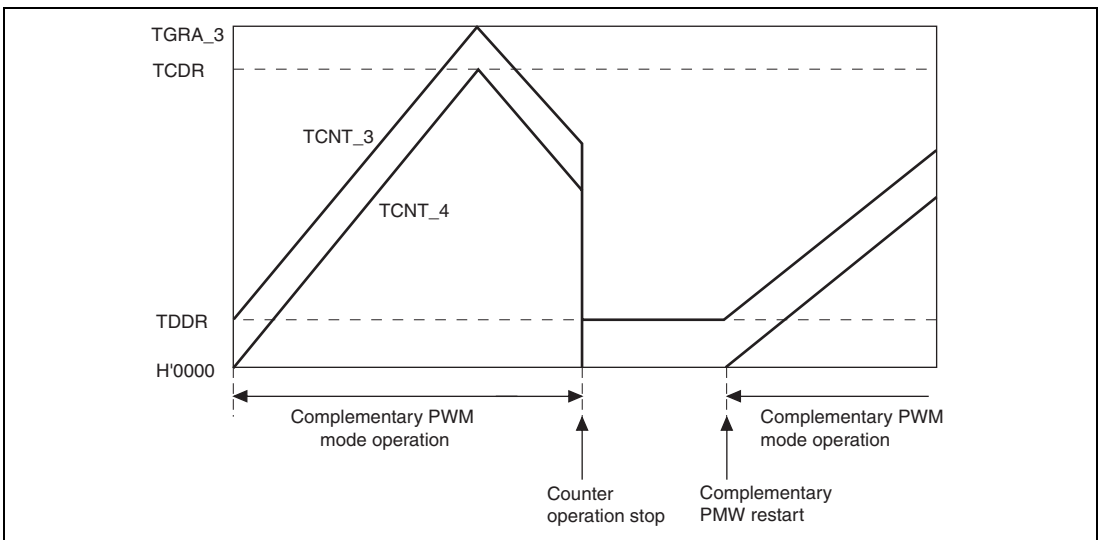 TGRA_3
TCDR
TCNT_3
TCNT_4
TDDR
H'0000
Complementary PWM
mode operation
Complementary PWM
mode operation
Counter
operation stop
Complementary
PMW restart